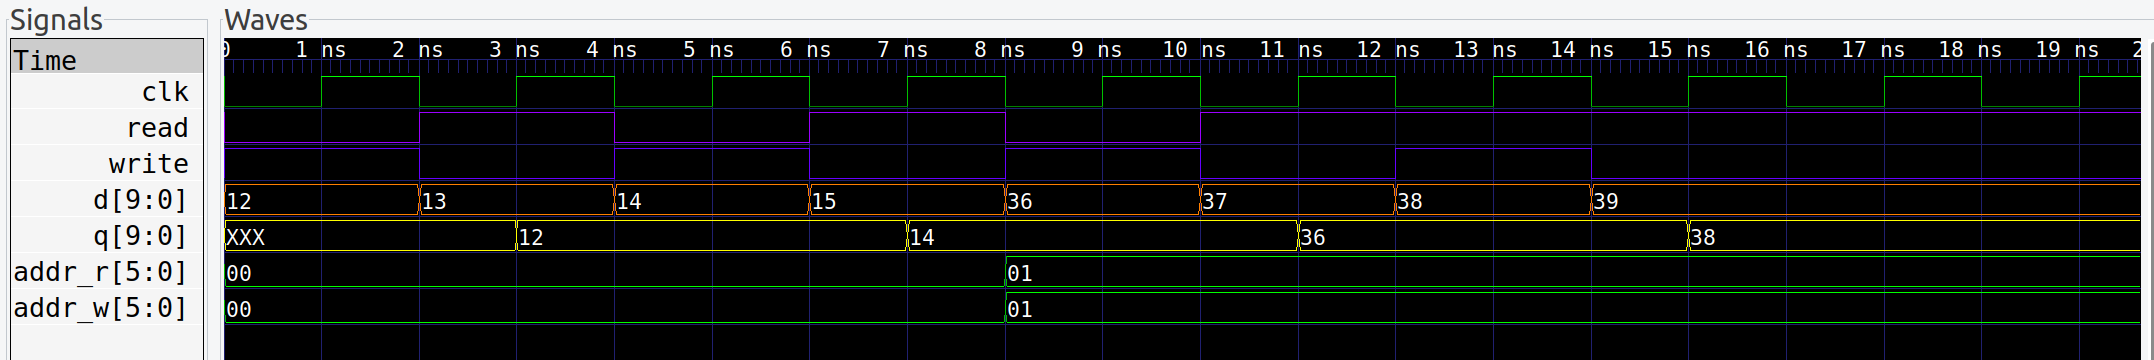 Signals Waves
Time 0 1 ns 2 ns 3 ns 4 ns 5 ns 6 ns 7 ns 8 ns 9 ns 10 ns 11 ns 12 ns 13 ns 14 ns 15 ns 16 ns 17 ns 18 ns 19 ns 2
clk
read
write
d[9:0] 12 13 14 15 36 37 38 39
q[9:0] XXX 12 14 36 38
addr_r[5:0] 00 01
addr_w[5:0] 00 01